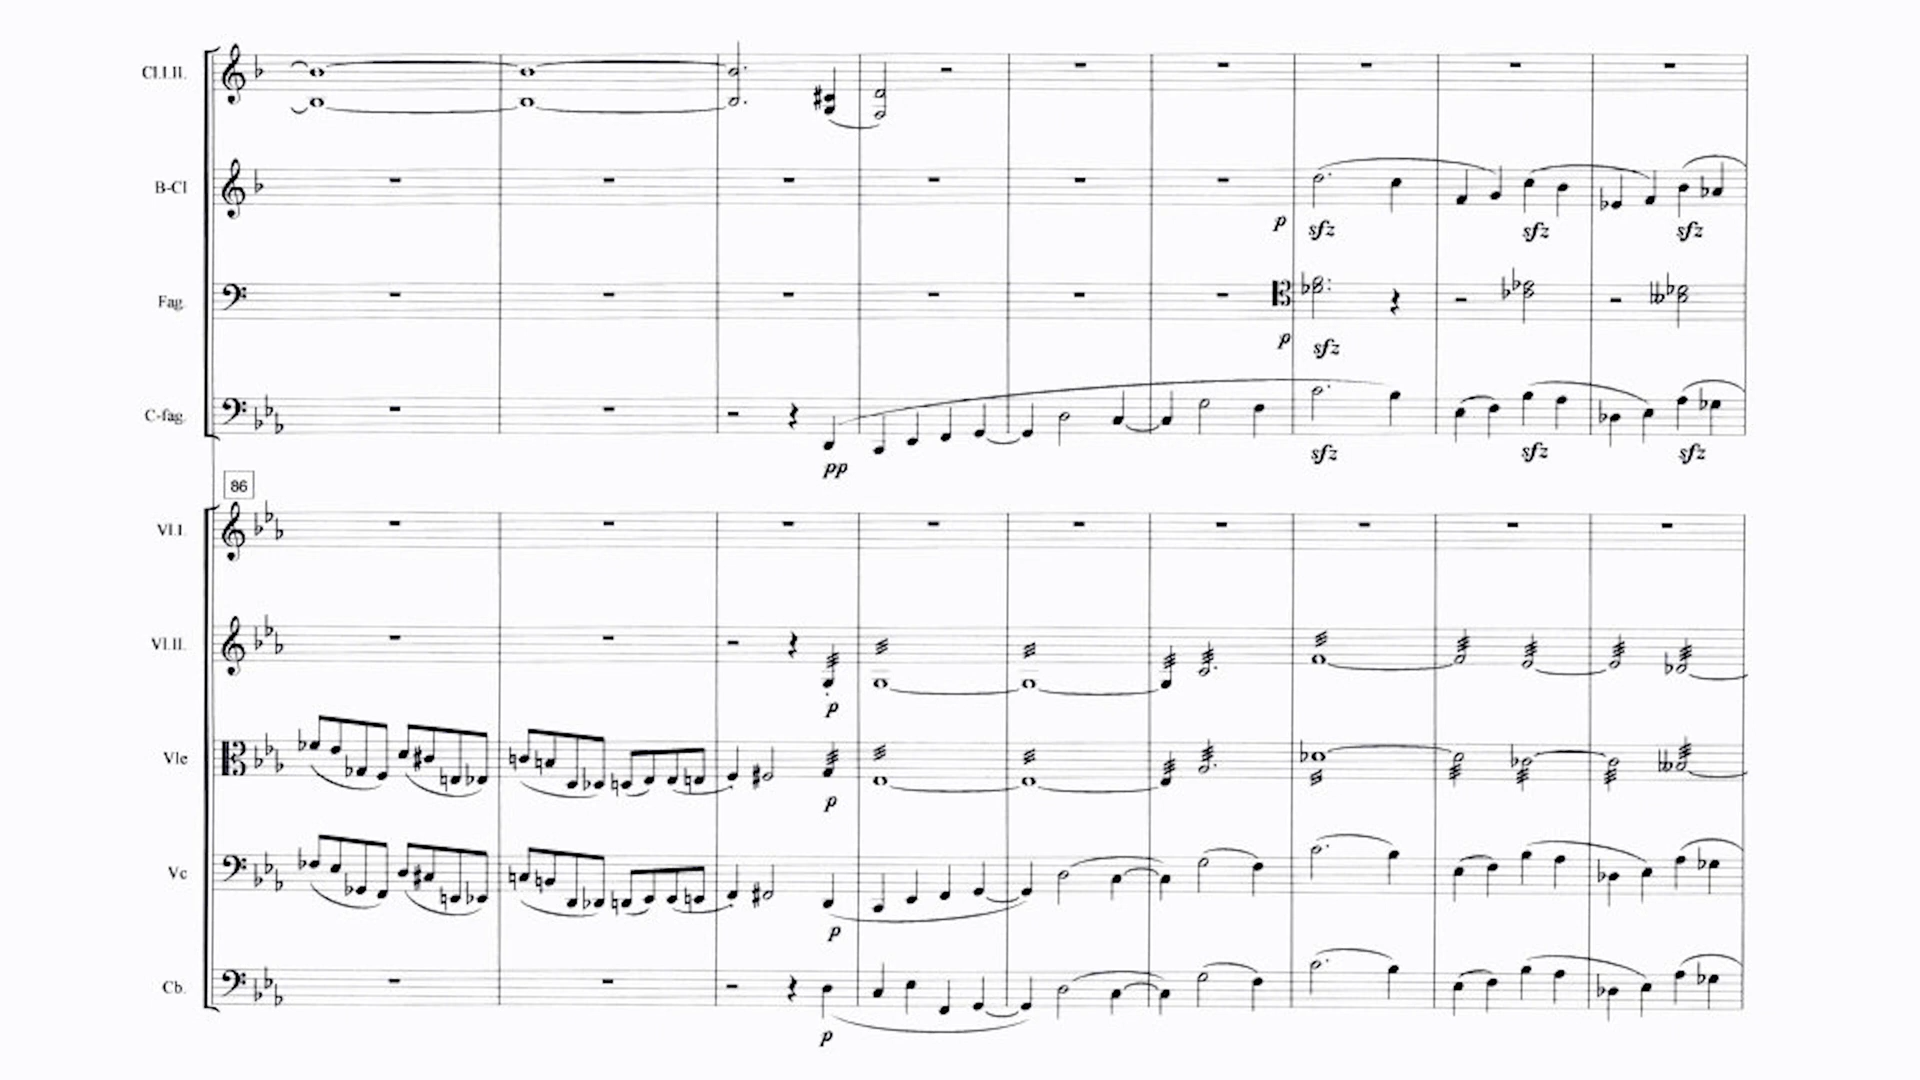 Cl.I.II.
B-Cl
p sfz sfz sfz
Fag.
p sfz
C-fag.
pp sfz sfz sfz
86
Vl.I.
Vl.II.
p
Vle
p
Vc
p
Cb.
p